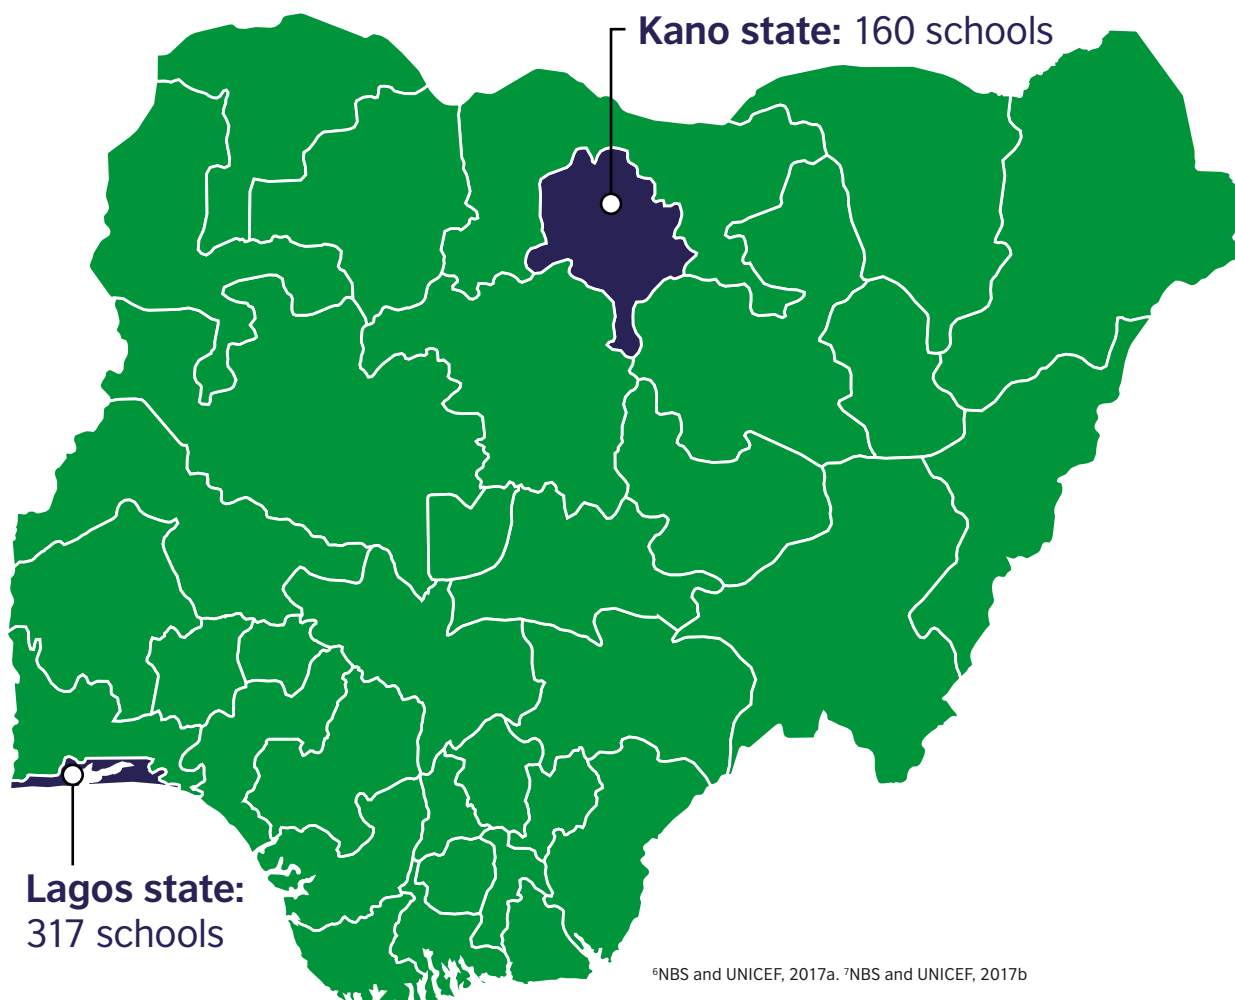 Kano state: 160 schools
Lagos state:
317 schools
⁶NBS and UNICEF, 2017a. ⁷NBS and UNICEF, 2017b